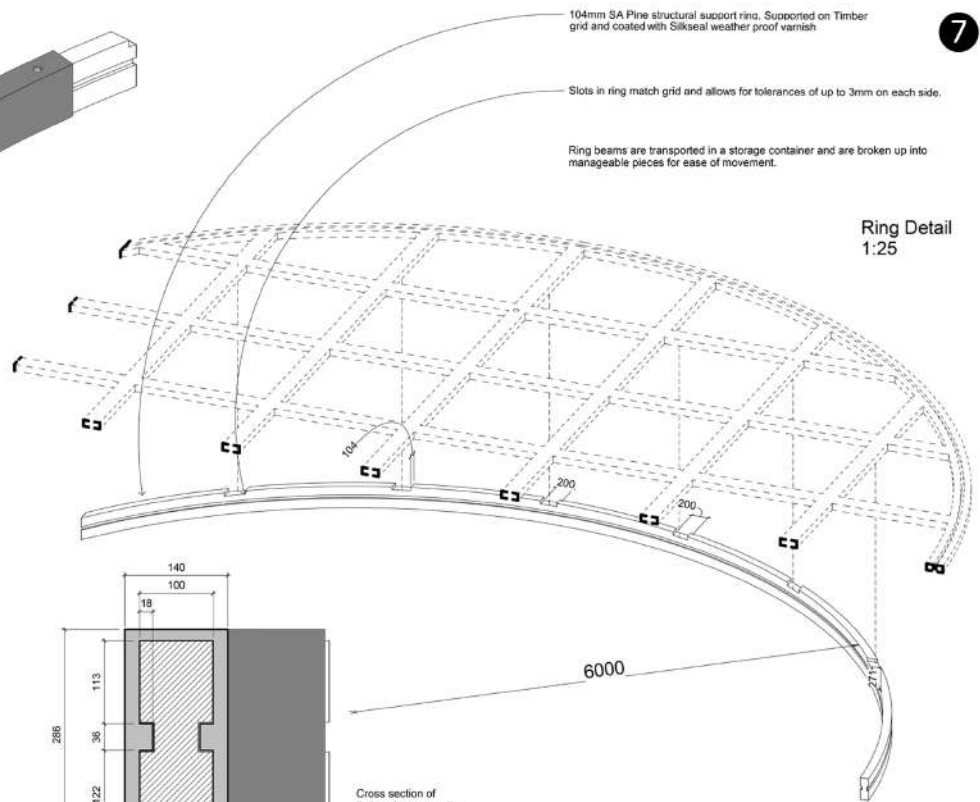 104mm SA Pine structural support ring. Supported on Timber
grid and coated with Silkseal weather proof varnish
7
Slots in ring match grid and allows for tolerances of up to 3mm on each side.
Ring beams are transported in a storage container and are broken up into
manageable pieces for ease of movement.
Ring Detail
1:25
104
200
200
271
6000
140
100
18
113
286
36
122
Cross section of